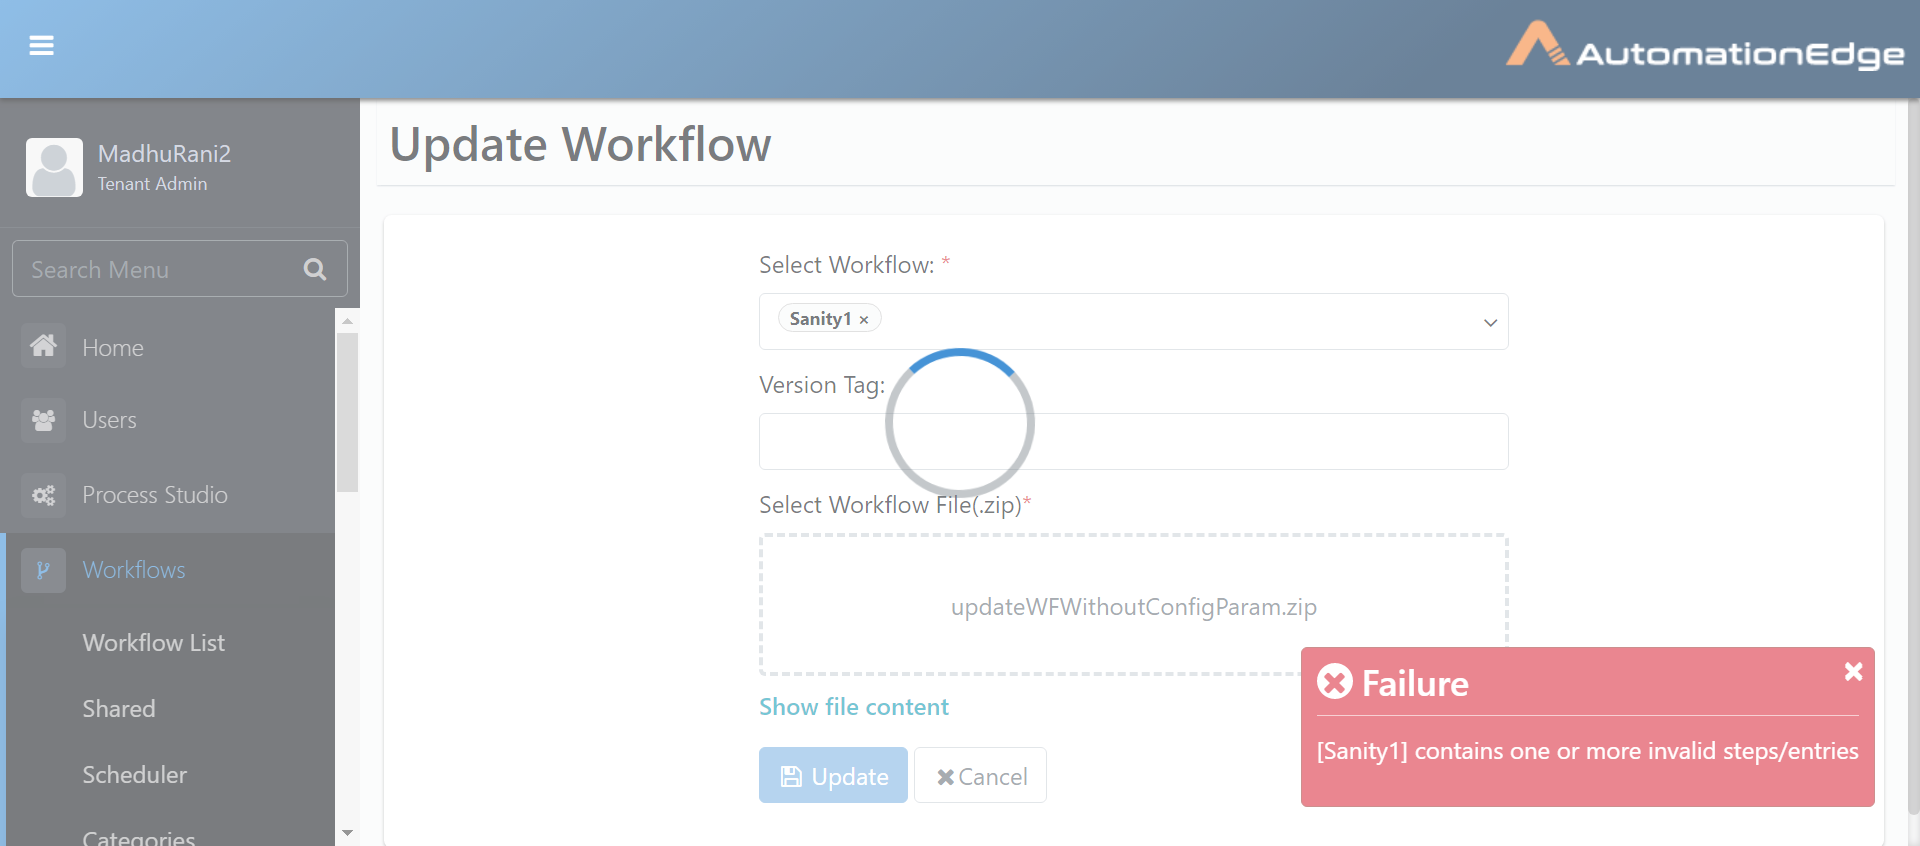 AutomationEdge
MadhuRani2
Tenant Admin
Search Menu
Home
Users
Process Studio
Workflows
Workflow List
Shared
Scheduler
Categories
Update Workflow
Select Workflow: *
Sanity1 ×
Version Tag:
Select Workflow File(.zip)*
updateWFWithoutConfigParam.zip
Show file content
Update
Cancel
Failure
[Sanity1] contains one or more invalid steps/entries